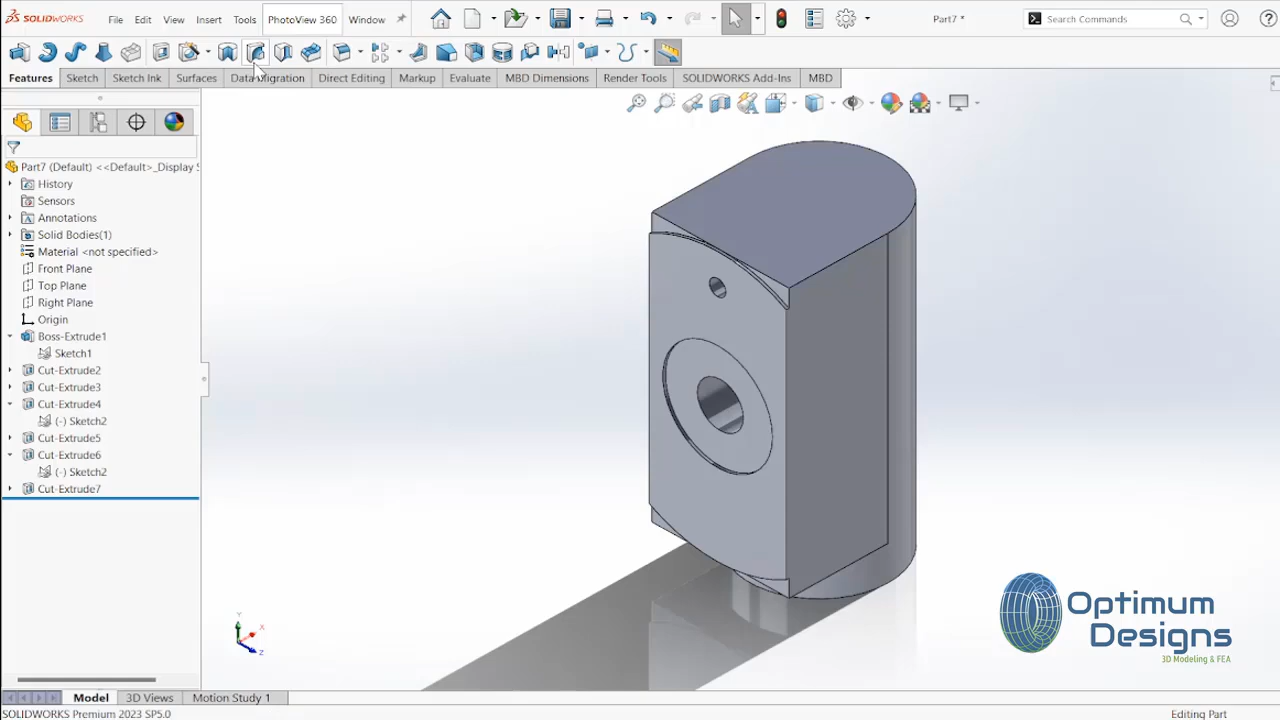 SOLIDWORKS
File
Edit
View
Insert
Tools
PhotoView 360
Window
Part7 *
Search Commands
Features
Sketch
Sketch Ink
Surfaces
Data Migration
Direct Editing
Markup
Evaluate
MBD Dimensions
Render Tools
SOLIDWORKS Add-Ins
MBD
Part7 (Default) <<Default>_Display S
History
Sensors
Annotations
Solid Bodies(1)
Material <not specified>
Front Plane
Top Plane
Right Plane
Origin
Boss-Extrude1
Sketch1
Cut-Extrude2
Cut-Extrude3
Cut-Extrude4
(-) Sketch2
Cut-Extrude5
Cut-Extrude6
(-) Sketch2
Cut-Extrude7
Y
X
Z
Optimum
Designs
3D Modeling & FEA
Model
3D Views
Motion Study 1
SOLIDWORKS Premium 2023 SP5.0
Editing Part